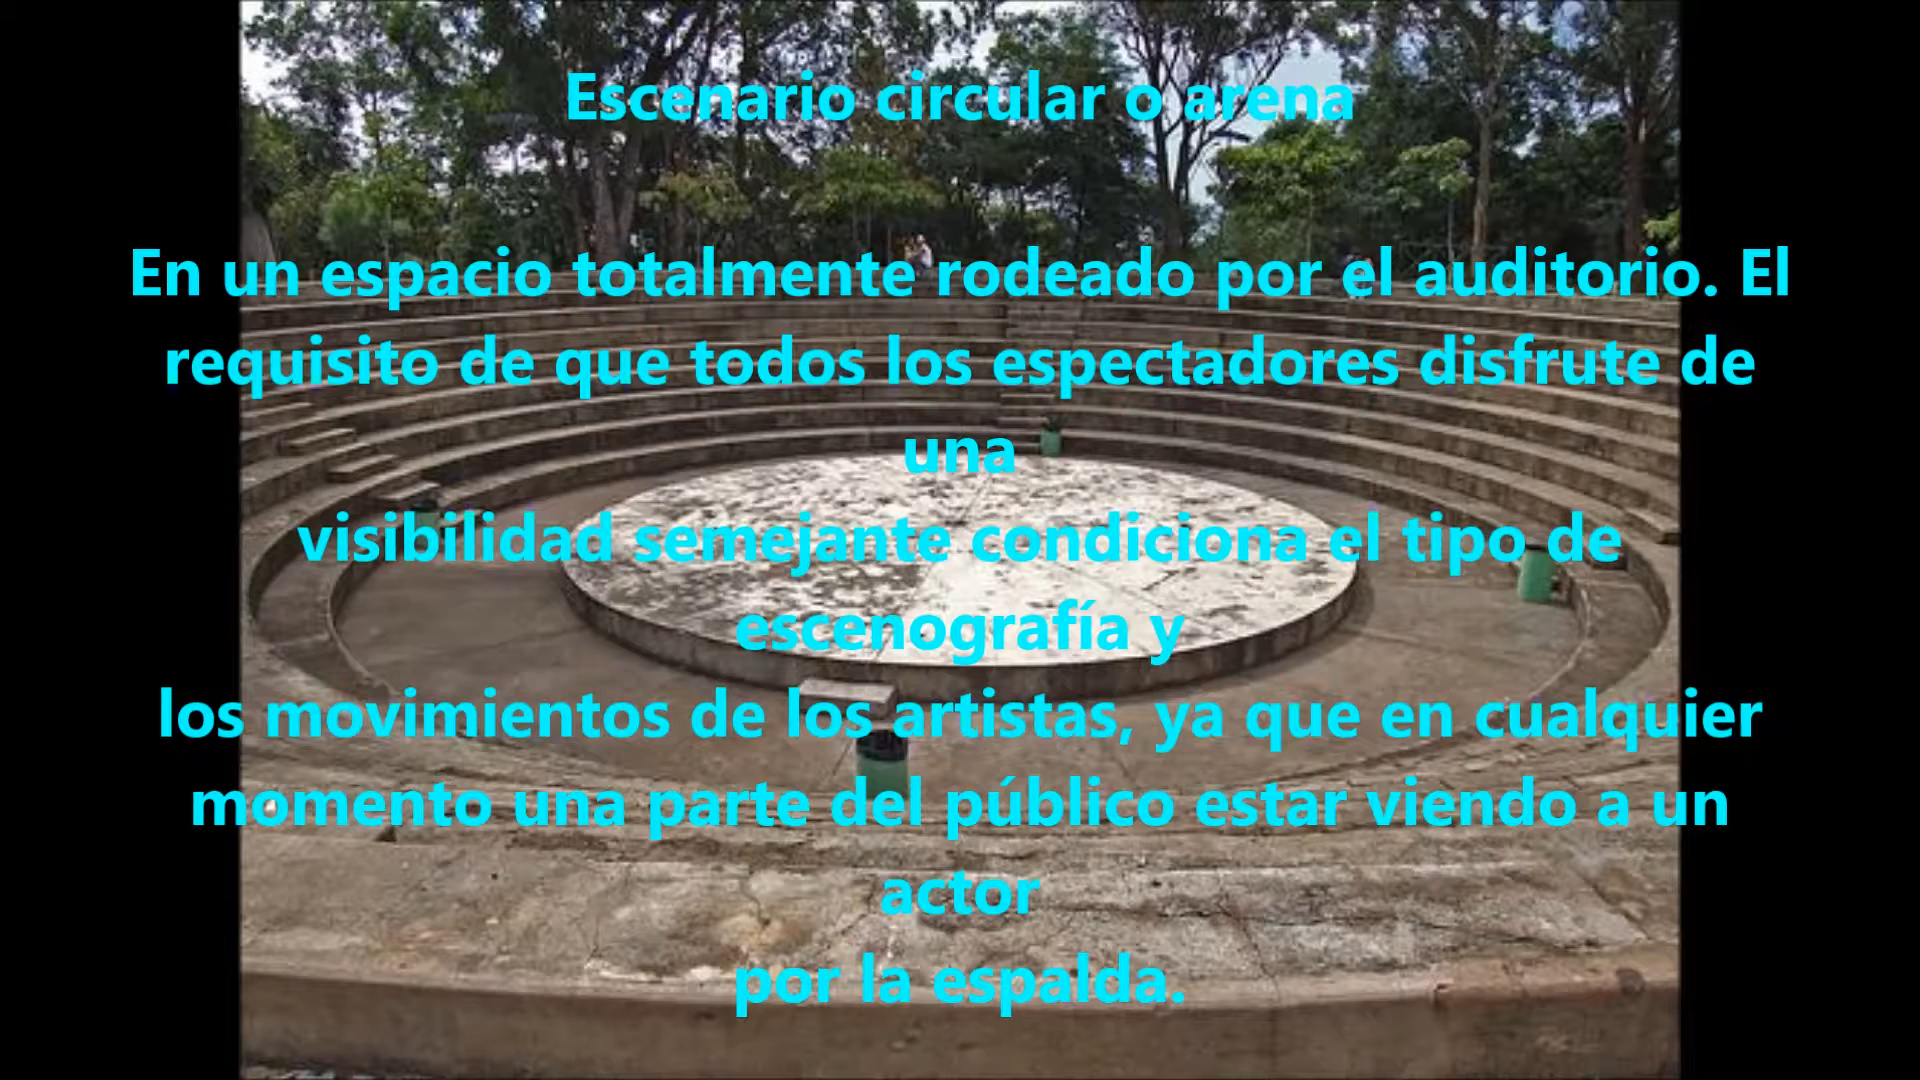 Escenario circular o arena
En un espacio totalmente rodeado por el auditorio. El
requisito de que todos los espectadores disfrute de
una
visibilidad semejante condiciona el tipo de
escenografía y
los movimientos de los artistas, ya que en cualquier
momento una parte del público estar viendo a un
actor
por la espalda.